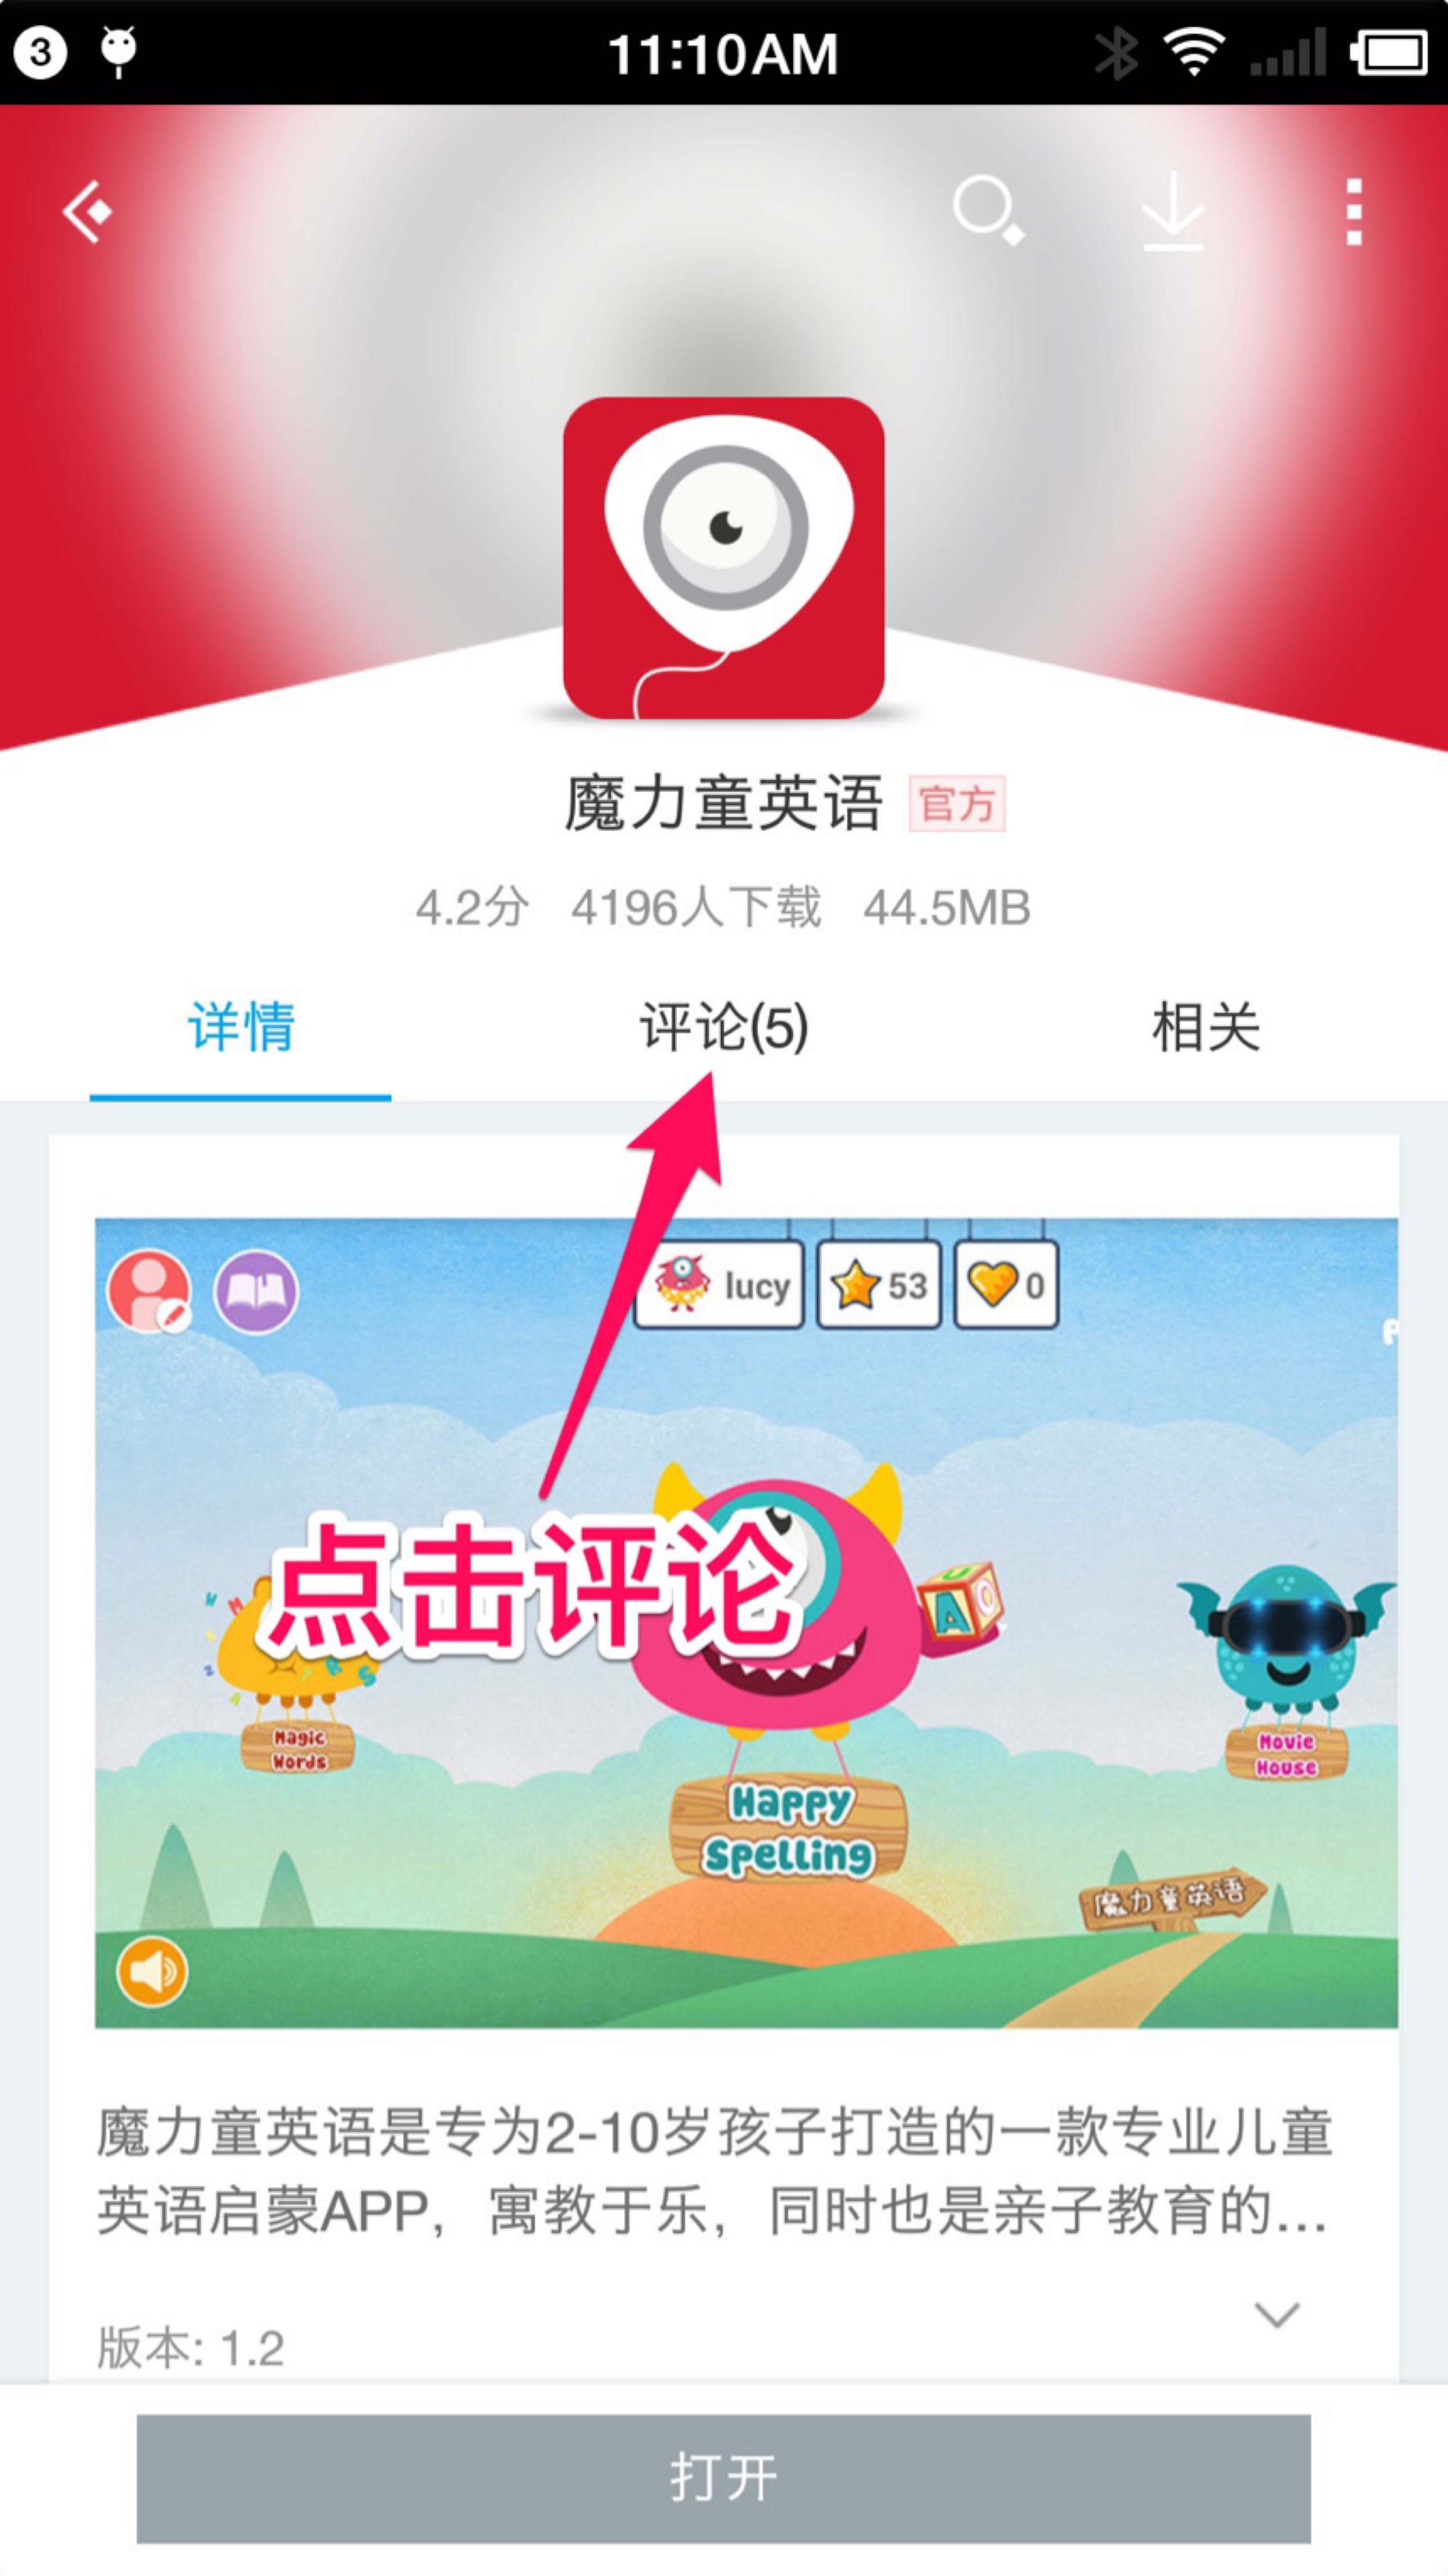 3
11:10AM
魔力童英语 官方
4.2分 4196人下载 44.5MB
详情 评论(5) 相关
lucy 53 0
点击评论
A
Magic
Words
Happy
Spelling
Movie
House
魔力童英语
魔力童英语是专为2-10岁孩子打造的一款专业儿童
英语启蒙APP，寓教于乐，同时也是亲子教育的...
版本: 1.2
打开